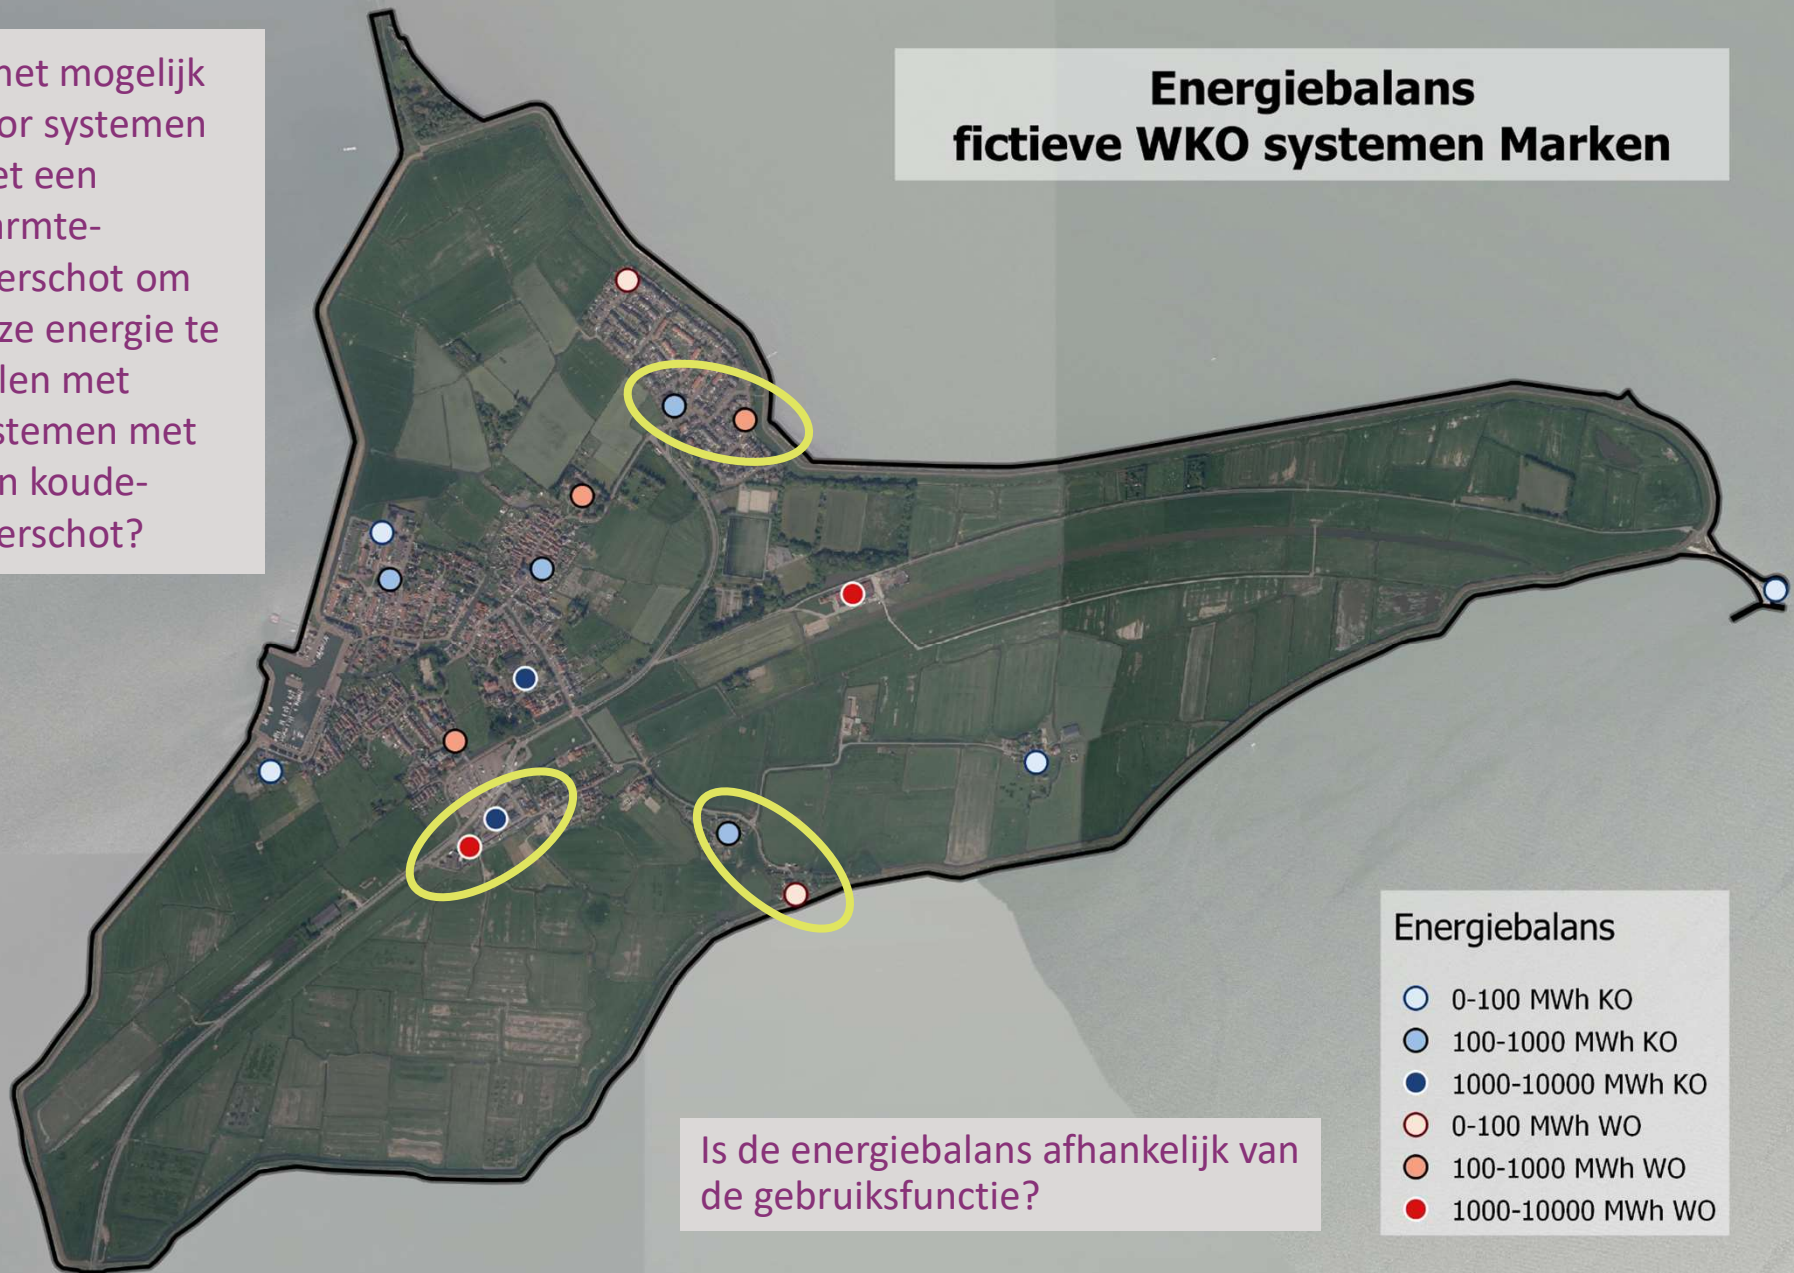 het mogelijk
or systemen
et een
armte-
erschot om
ze energie te
len met
stemen met
n koude-
erschot?
Energiebalans
fictieve WKO systemen Marken
Is de energiebalans afhankelijk van
de gebruiksfunctie?
Energiebalans
0-100 MWh KO
100-1000 MWh KO
1000-10000 MWh KO
0-100 MWh WO
100-1000 MWh WO
1000-10000 MWh WO